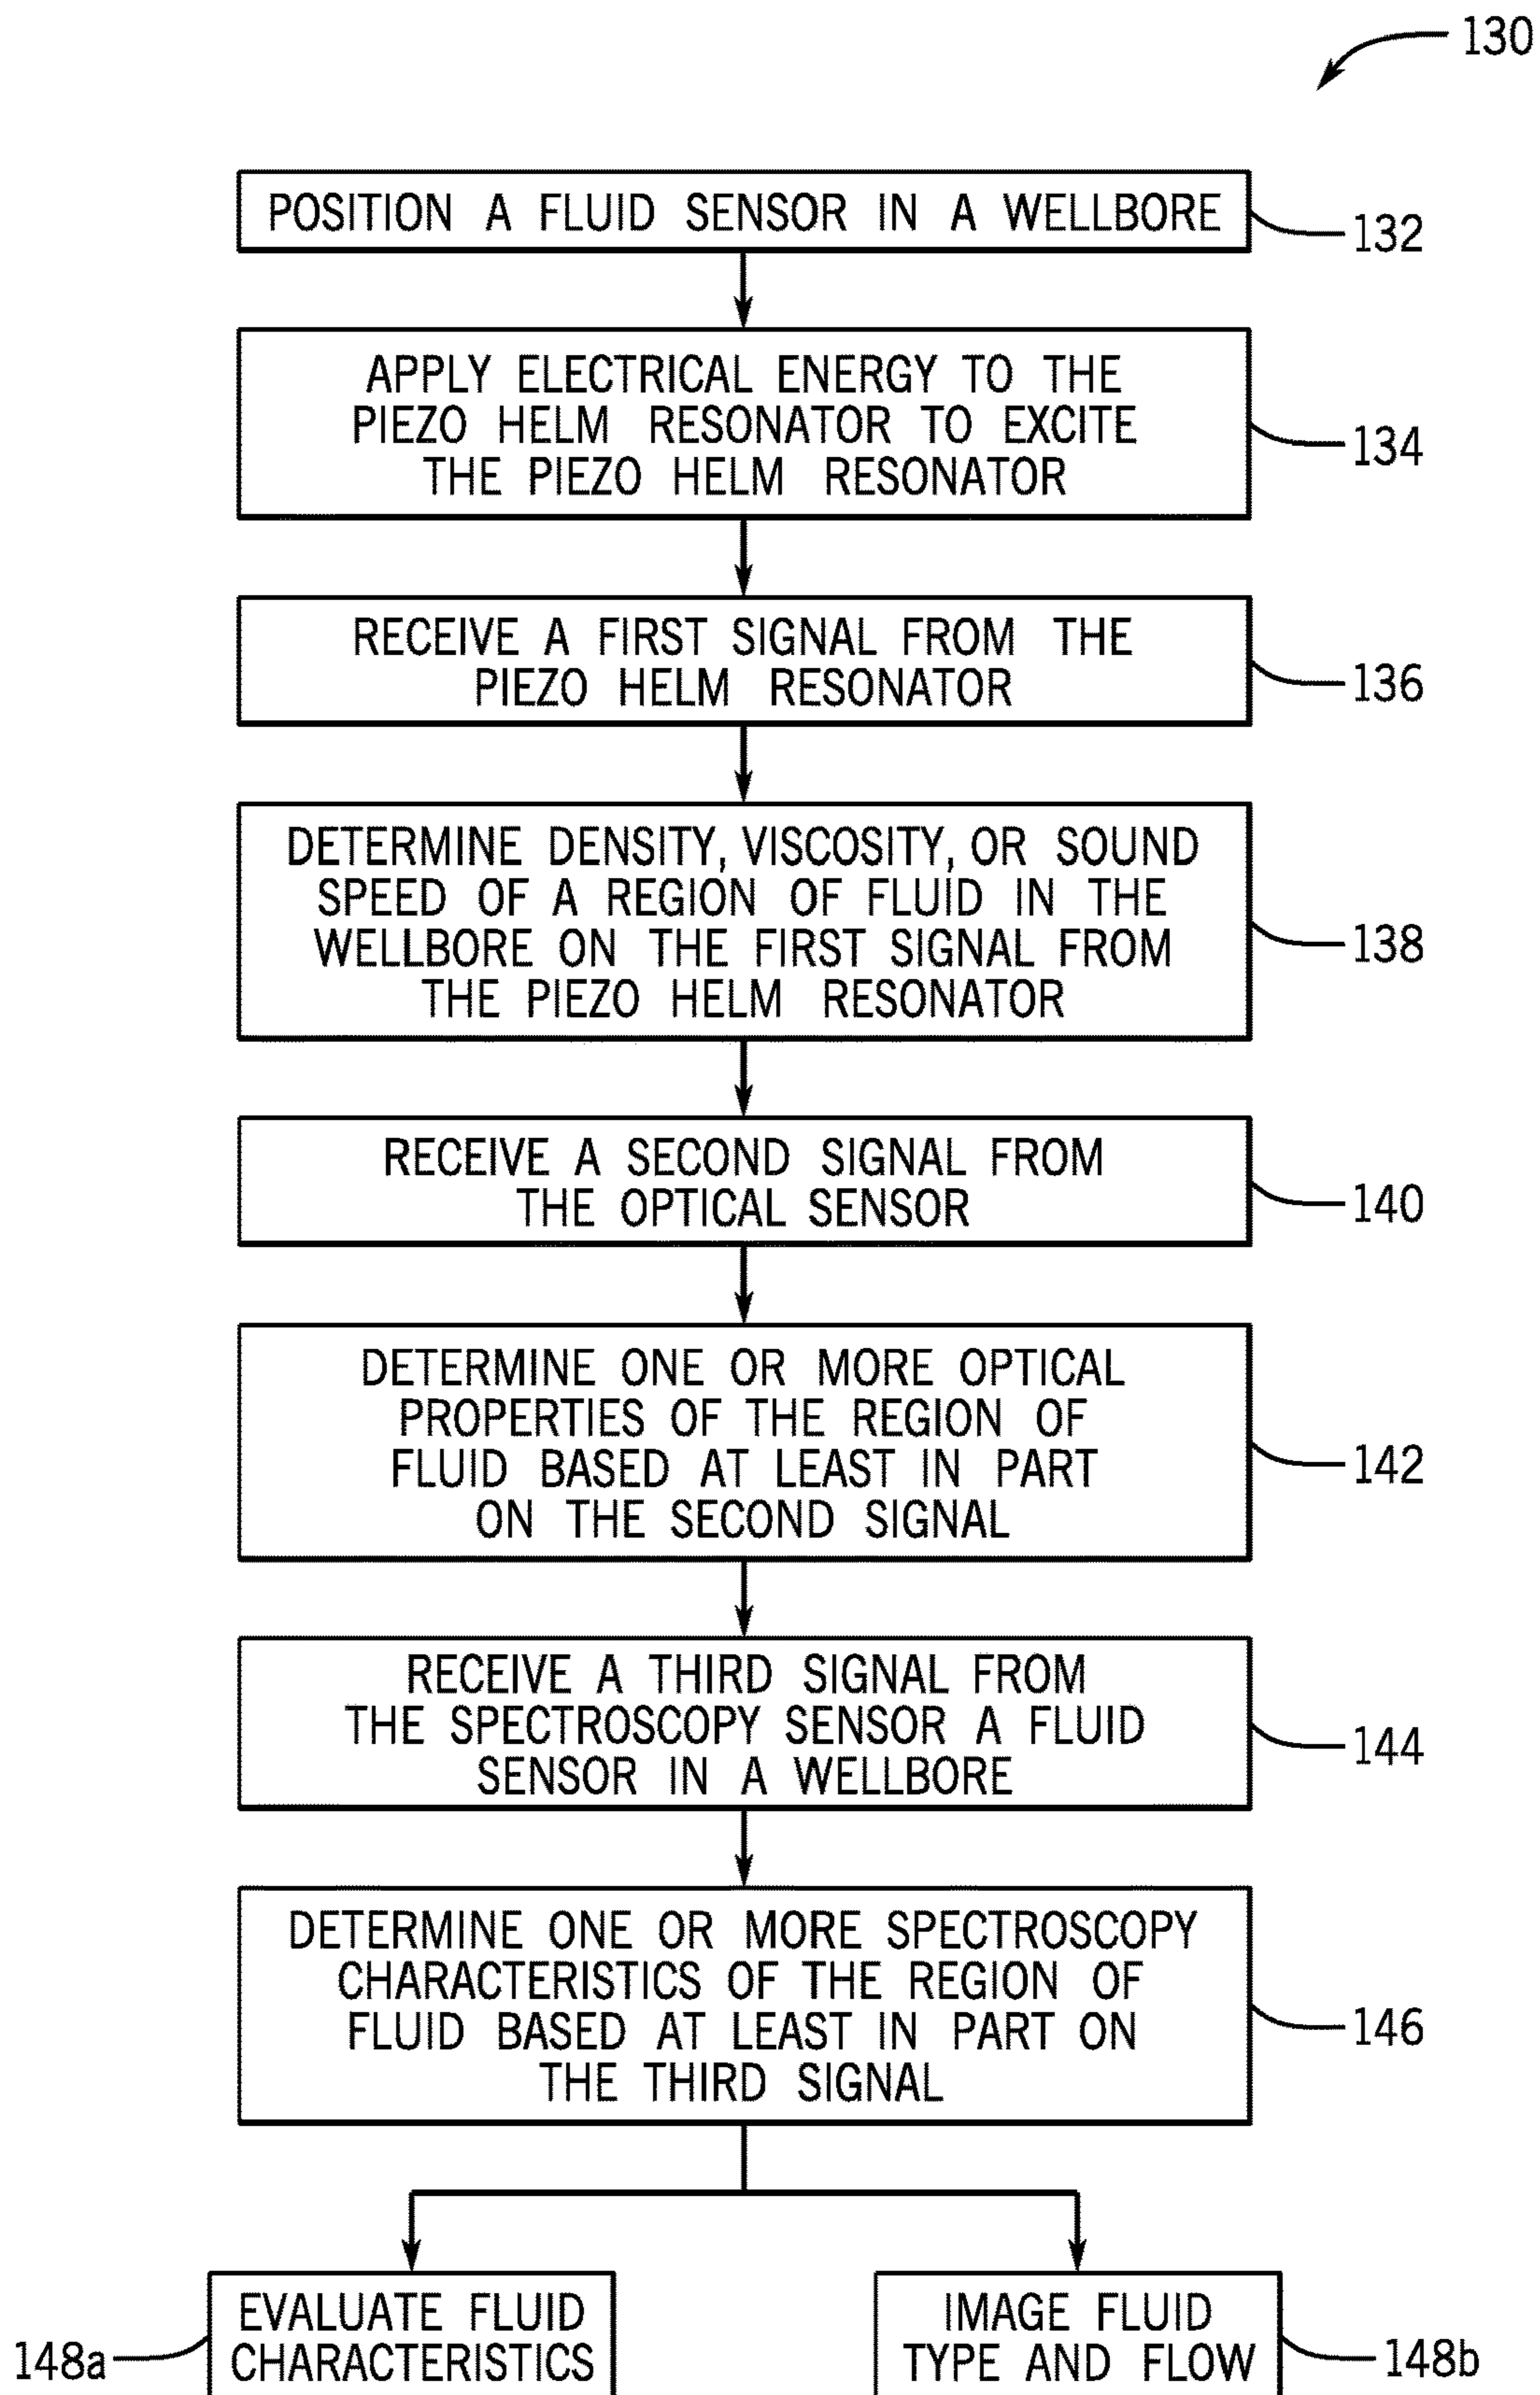 130
POSITION A FLUID SENSOR IN A WELLBORE
132
APPLY ELECTRICAL ENERGY TO THE
PIEZO HELM RESONATOR TO EXCITE
THE PIEZO HELM RESONATOR
134
RECEIVE A FIRST SIGNAL FROM THE
PIEZO HELM RESONATOR
136
DETERMINE DENSITY, VISCOSITY, OR SOUND
SPEED OF A REGION OF FLUID IN THE
WELLBORE ON THE FIRST SIGNAL FROM
THE PIEZO HELM RESONATOR
138
RECEIVE A SECOND SIGNAL FROM
THE OPTICAL SENSOR
140
DETERMINE ONE OR MORE OPTICAL
PROPERTIES OF THE REGION OF
FLUID BASED AT LEAST IN PART
ON THE SECOND SIGNAL
142
RECEIVE A THIRD SIGNAL FROM
THE SPECTROSCOPY SENSOR A FLUID
SENSOR IN A WELLBORE
144
DETERMINE ONE OR MORE SPECTROSCOPY
CHARACTERISTICS OF THE REGION OF
FLUID BASED AT LEAST IN PART ON
THE THIRD SIGNAL
146
EVALUATE FLUID
CHARACTERISTICS
148a
IMAGE FLUID
TYPE AND FLOW
148b